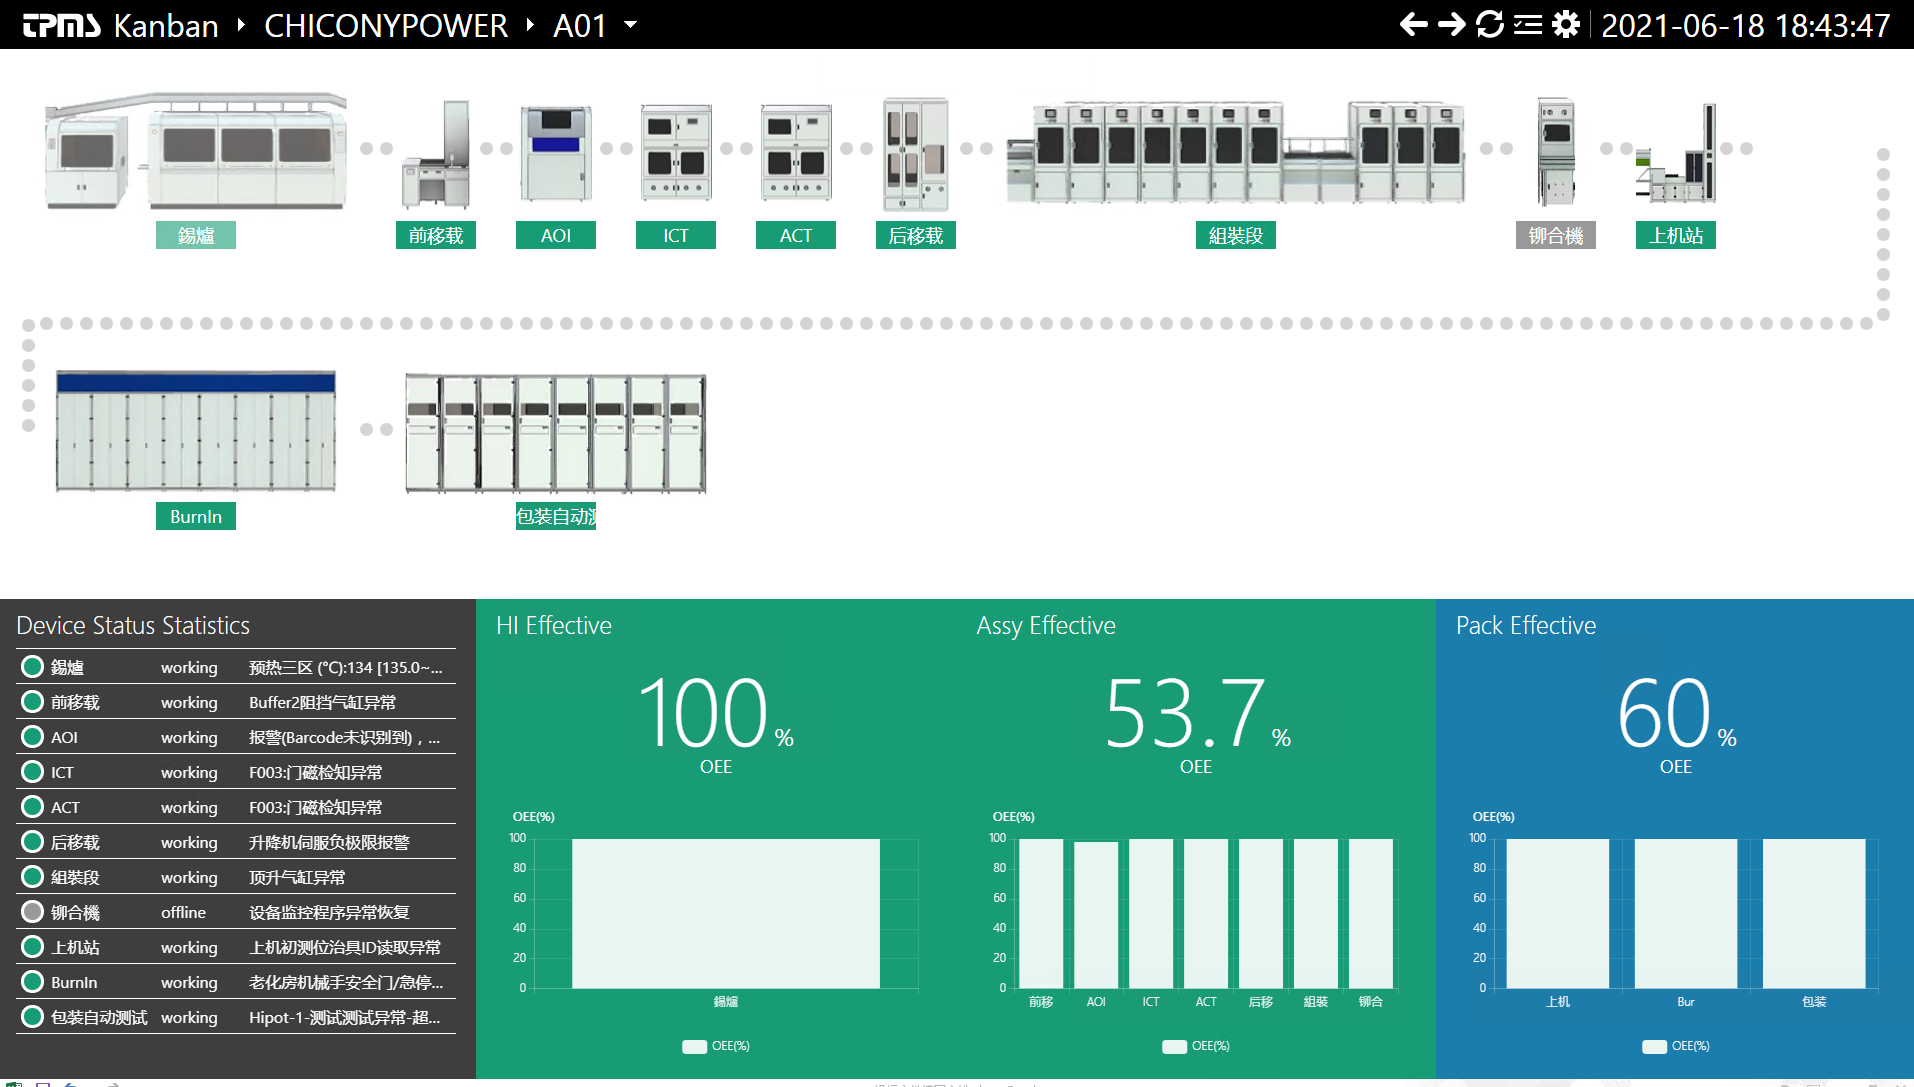 TPMS Kanban CHICONYPOWER A01 2021-06-18 18:43:47
錫爐 前移载 AOI ICT ACT 后移载 組裝段 铆合機 上机站
BurnIn 包装自动测
Device Status Statistics
錫爐 working 预热三区 (°C):134 [135.0~...
前移载 working Buffer2阻挡气缸异常
AOI working 报警(Barcode未识别到)，...
ICT working F003:门磁检知异常
ACT working F003:门磁检知异常
后移载 working 升降机伺服负极限报警
組裝段 working 顶升气缸异常
铆合機 offline 设备监控程序异常恢复
上机站 working 上机初测位治具ID读取异常
BurnIn working 老化房机械手安全门/急停...
包装自动测试 working Hipot-1-测试测试异常-超...
HI Effective
100 %
OEE
OEE(%)
100
80
60
40
20
0
錫爐
OEE(%)
Assy Effective
53.7 %
OEE
OEE(%)
100
80
60
40
20
0
前移 AOI ICT ACT 后移 組裝 铆合
OEE(%)
Pack Effective
60 %
OEE
OEE(%)
100
80
60
40
20
0
上机 Bur 包装
OEE(%)